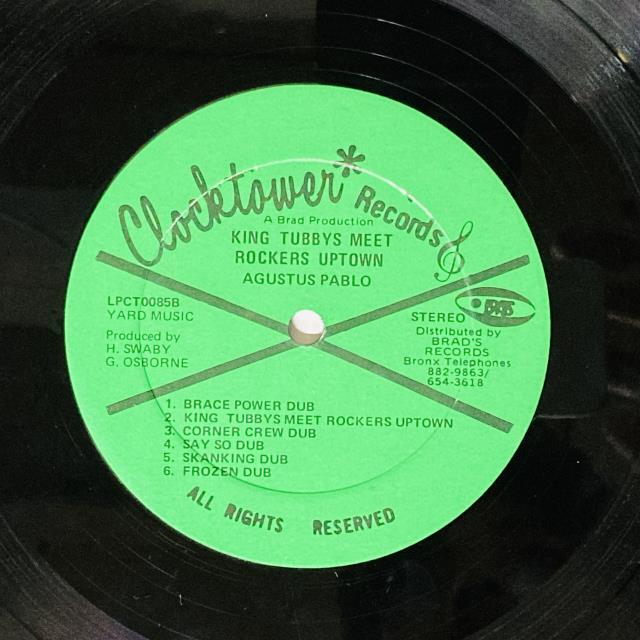 Clocktower* Records
A Brad Production
KING TUBBYS MEET
ROCKERS UPTOWN
AGUSTUS PABLO
LPCT0085B
YARD MUSIC
Produced by
H. SWABY
G. OSBORNE
STEREO
Distributed by
BRAD'S
RECORDS
Bronx Telephones
882-9863/
654-3618
1. BRACE POWER DUB
2. KING TUBBYS MEET ROCKERS UPTOWN
3. CORNER CREW DUB
4. SAY SO DUB
5. SKANKING DUB
6. FROZEN DUB
ALL RIGHTS RESERVED